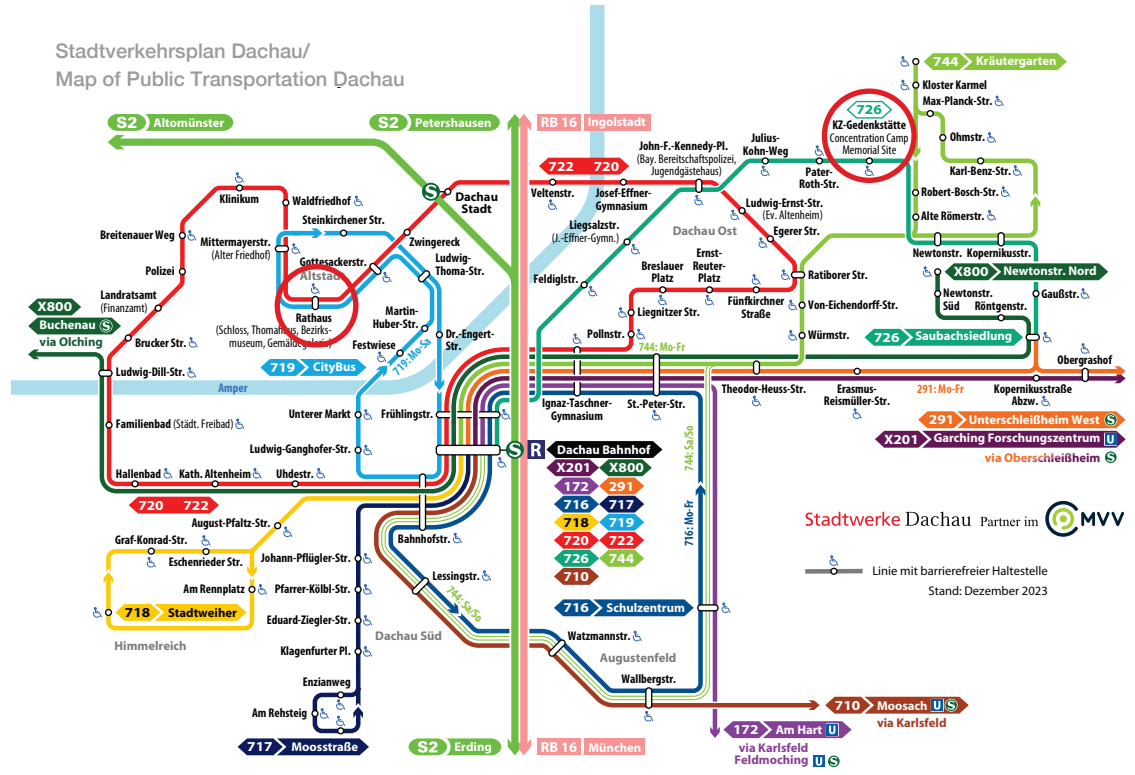 Stadtverkehrsplan Dachau/
Map of Public Transportation Dachau
S2 Altomünster
S2 Petershausen
RB 16 Ingolstadt
722 720
744 Kräutergarten
Kloster Karmel
Max-Planck-Str.
Ohmstr.
Karl-Benz-Str.
Robert-Bosch-Str.
Alte Römerstr.
726
KZ-Gedenkstätte
Concentration Camp
Memorial Site
Julius-
Kohn-Weg
Pater-
Roth-Str.
John-F.-Kennedy-Pl.
(Bay. Bereitschaftspolizei,
Jugendgästehaus)
Klinikum
Waldfriedhof
Steinkirchener Str.
Breitenauer Weg
Mittermayerstr.
(Alter Friedhof)
Gottesackerstr.
Altstadt
Zwingereck
Dachau
Stadt
Veltenstr.
Josef-Effner-
Gymnasium
Liegsalzstr.
(J.-Effner-Gymn.)
Dachau Ost
Ludwig-Ernst-Str.
(Ev. Altenheim)
Egerer Str.
Newtonstr.
Kopernikusstr.
Polizei
Landratsamt
(Finanzamt)
Rathaus
(Schloss, Thomahaus, Bezirks-
museum, Gemäldegalerie)
Ludwig-
Thoma-Str.
Martin-
Huber-Str.
Feldiglstr.
Breslauer
Platz
Ernst-
Reuter-
Platz
Fünfkirchner
Straße
Ratiborer Str.
X800 Newtonstr. Nord
Newtonstr.
Süd
Röntgenstr.
Gaußstr.
X800
Buchenau S
via Olching
Brucker Str.
Festwiese
Dr.-Engert-
Str.
Liegnitzer Str.
Pollnstr.
Von-Eichendorff-Str.
Würmstr.
726 Saubachsiedlung
744: Mo-Fr
719: Mo-Sa
719 CityBus
Ludwig-Dill-Str.
Amper
Obergrashof
Unterer Markt
Frühlingstr.
Ignaz-Taschner-
Gymnasium
St.-Peter-Str.
Theodor-Heuss-Str.
Erasmus-
Reismüller-Str.
291: Mo-Fr
Kopernikusstraße
Abzw.
Familienbad (Städt. Freibad)
Ludwig-Ganghofer-Str.
291 Unterschleißheim West S
X201 Garching Forschungszentrum U
via Oberschleißheim S
Hallenbad
Kath. Altenheim
Uhdestr.
720 722
S R Dachau Bahnhof
X201 X800
172 291
716 717
718 719
720 722
726 744
710
744: Sa/So
716: Mo-Fr
August-Pfaltz-Str.
Graf-Konrad-Str.
Eschenrieder Str.
Am Rennplatz
718 Stadtweiher
Himmelreich
Bahnhofstr.
Johann-Pflügler-Str.
Pfarrer-Kölbl-Str.
Eduard-Ziegler-Str.
Klagenfurter Pl.
Enzianweg
Am Rehsteig
717 Moosstraße
Lessingstr.
744: Sa/So
Dachau Süd
716 Schulzentrum
Watzmannstr.
Augustenfeld
Wallbergstr.
S2 Erding
RB 16 München
710 Moosach U S
via Karlsfeld
172 Am Hart U
via Karlsfeld
Feldmoching U S
Stadtwerke Dachau Partner im MVV
Linie mit barrierefreier Haltestelle
Stand: Dezember 2023